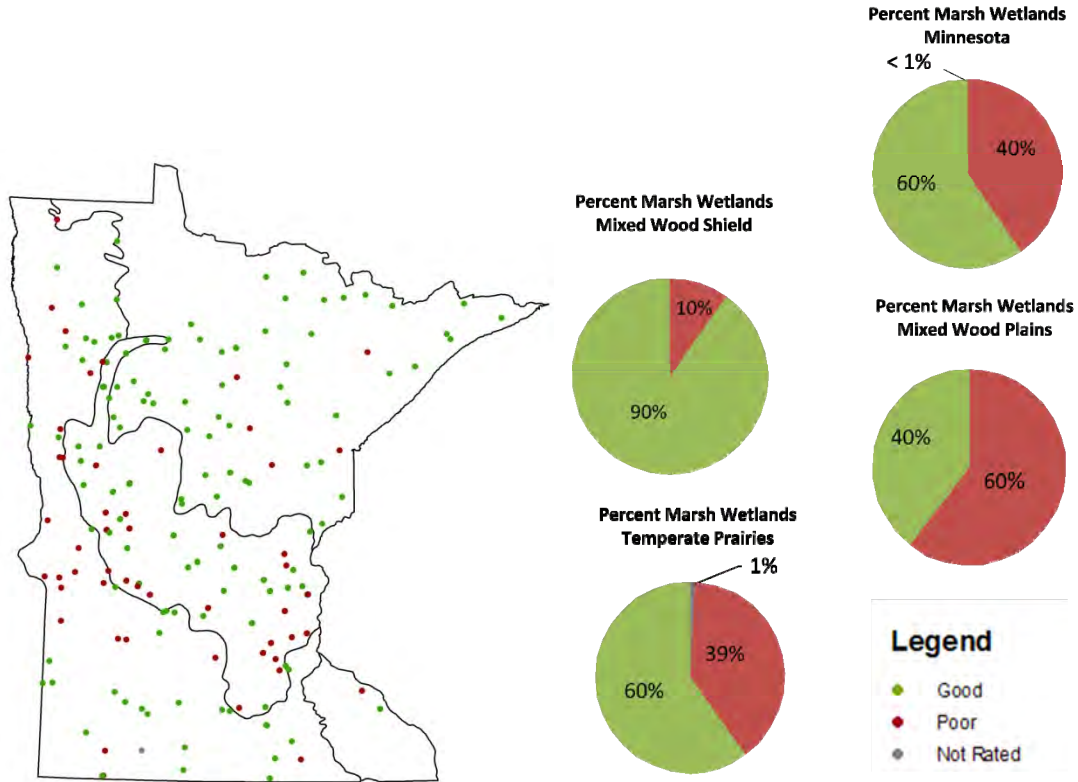 Percent Marsh Wetlands
Minnesota
< 1%
40%
60%
Percent Marsh Wetlands
Mixed Wood Shield
10%
90%
Percent Marsh Wetlands
Mixed Wood Plains
40%
60%
Percent Marsh Wetlands
Temperate Prairies
1%
39%
60%
Legend
Good
Poor
Not Rated